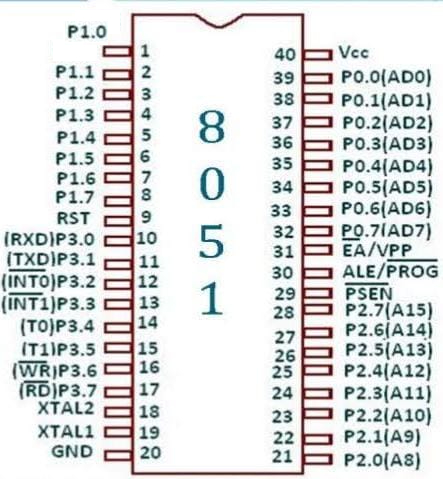 P1.0 1
P1.1 2
P1.2 3
P1.3 4
P1.4 5
P1.5 6
P1.6 7
P1.7 8
RST 9
(RXD)P3.0 10
(TXD)P3.1 11
(INT0)P3.2 12
(INT1)P3.3 13
(T0)P3.4 14
(T1)P3.5 15
(WR)P3.6 16
(RD)P3.7 17
XTAL2 18
XTAL1 19
GND 20
8
0
5
1
40 Vcc
39 P0.0(AD0)
38 P0.1(AD1)
37 P0.2(AD2)
36 P0.3(AD3)
35 P0.4(AD4)
34 P0.5(AD5)
33 P0.6(AD6)
32 P0.7(AD7)
31 EA/VPP
30 ALE/PROG
29 PSEN
28 P2.7(A15)
27 P2.6(A14)
26 P2.5(A13)
25 P2.4(A12)
24 P2.3(A11)
23 P2.2(A10)
22 P2.1(A9)
21 P2.0(A8)